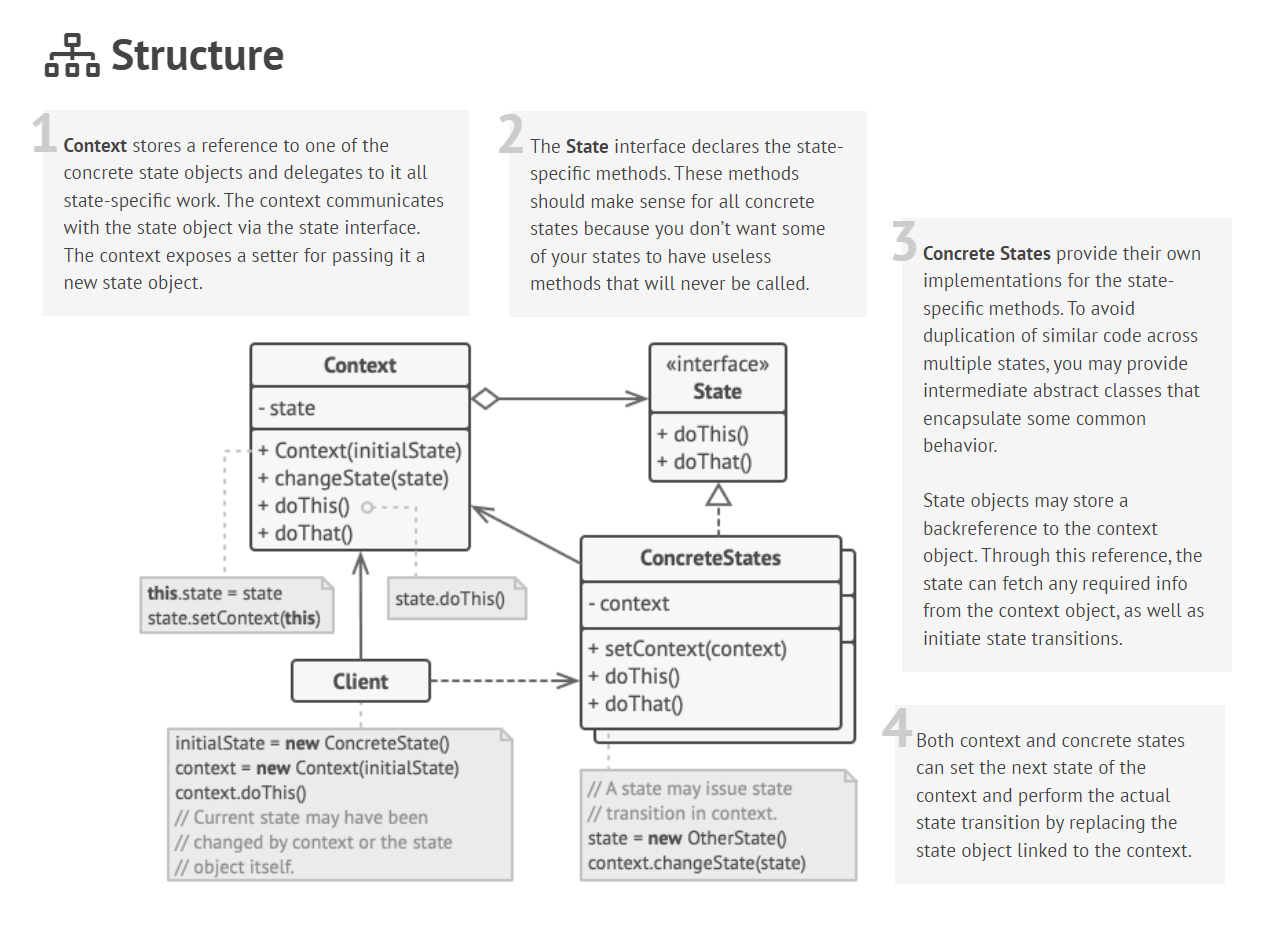 Structure
1
Context stores a reference to one of the
concrete state objects and delegates to it all
state-specific work. The context communicates
with the state object via the state interface.
The context exposes a setter for passing it a
new state object.
2
The State interface declares the state-
specific methods. These methods
should make sense for all concrete
states because you don’t want some
of your states to have useless
methods that will never be called.
3
Concrete States provide their own
implementations for the state-
specific methods. To avoid
duplication of similar code across
multiple states, you may provide
intermediate abstract classes that
encapsulate some common
behavior.
State objects may store a
backreference to the context
object. Through this reference, the
state can fetch any required info
from the context object, as well as
initiate state transitions.
Context
- state
+ Context(initialState)
+ changeState(state)
+ doThis()
+ doThat()
«interface»
State
+ doThis()
+ doThat()
this.state = state
state.setContext(this)
state.doThis()
ConcreteStates
- context
+ setContext(context)
+ doThis()
+ doThat()
Client
initialState = new ConcreteState()
context = new Context(initialState)
context.doThis()
// Current state may have been
// changed by context or the state
// object itself.
// A state may issue state
// transition in context.
state = new OtherState()
context.changeState(state)
4
Both context and concrete states
can set the next state of the
context and perform the actual
state transition by replacing the
state object linked to the context.